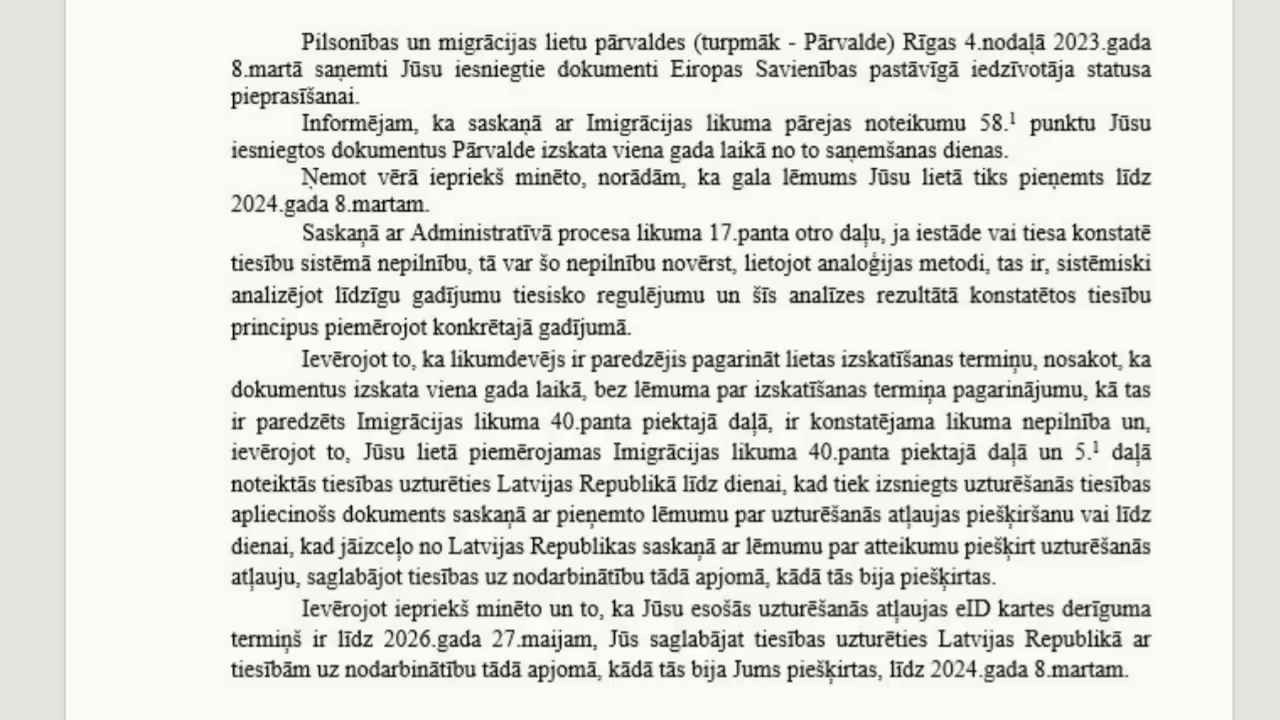 Pilsonības un migrācijas lietu pārvaldes (turpmāk - Pārvalde) Rīgas 4.nodaļā 2023.gada
8.martā saņemti Jūsu iesniegtie dokumenti Eiropas Savienības pastāvīgā iedzīvotāja statusa
pieprasīšanai.
Informējam, ka saskaņā ar Imigrācijas likuma pārejas noteikumu 58.¹ punktu Jūsu
iesniegtos dokumentus Pārvalde izskata viena gada laikā no to saņemšanas dienas.
Ņemot vērā iepriekš minēto, norādām, ka gala lēmums Jūsu lietā tiks pieņemts līdz
2024.gada 8.martam.
Saskaņā ar Administratīvā procesa likuma 17.panta otro daļu, ja iestāde vai tiesa konstatē
tiesību sistēmā nepilnību, tā var šo nepilnību novērst, lietojot analoģijas metodi, tas ir, sistēmiski
analizējot līdzīgu gadījumu tiesisko regulējumu un šīs analīzes rezultātā konstatētos tiesību
principus piemērojot konkrētajā gadījumā.
Ievērojot to, ka likumdevējs ir paredzējis pagarināt lietas izskatīšanas termiņu, nosakot, ka
dokumentus izskata viena gada laikā, bez lēmuma par izskatīšanas termiņa pagarinājumu, kā tas
ir paredzēts Imigrācijas likuma 40.panta piektajā daļā, ir konstatējama likuma nepilnība un,
ievērojot to, Jūsu lietā piemērojamas Imigrācijas likuma 40.panta piektajā daļā un 5.¹ daļā
noteiktās tiesības uzturēties Latvijas Republikā līdz dienai, kad tiek izsniegts uzturēšanās tiesības
apliecinošs dokuments saskaņā ar pieņemto lēmumu par uzturēšanās atļaujas piešķiršanu vai līdz
dienai, kad jāizceļo no Latvijas Republikas saskaņā ar lēmumu par atteikumu piešķirt uzturēšanās
atļauju, saglabājot tiesības uz nodarbinātību tādā apjomā, kādā tās bija piešķirtas.
Ievērojot iepriekš minēto un to, ka Jūsu esošās uzturēšanās atļaujas eID kartes derīguma
termiņš ir līdz 2026.gada 27.maijam, Jūs saglabājat tiesības uzturēties Latvijas Republikā ar
tiesībām uz nodarbinātību tādā apjomā, kādā tās bija Jums piešķirtas, līdz 2024.gada 8.martam.